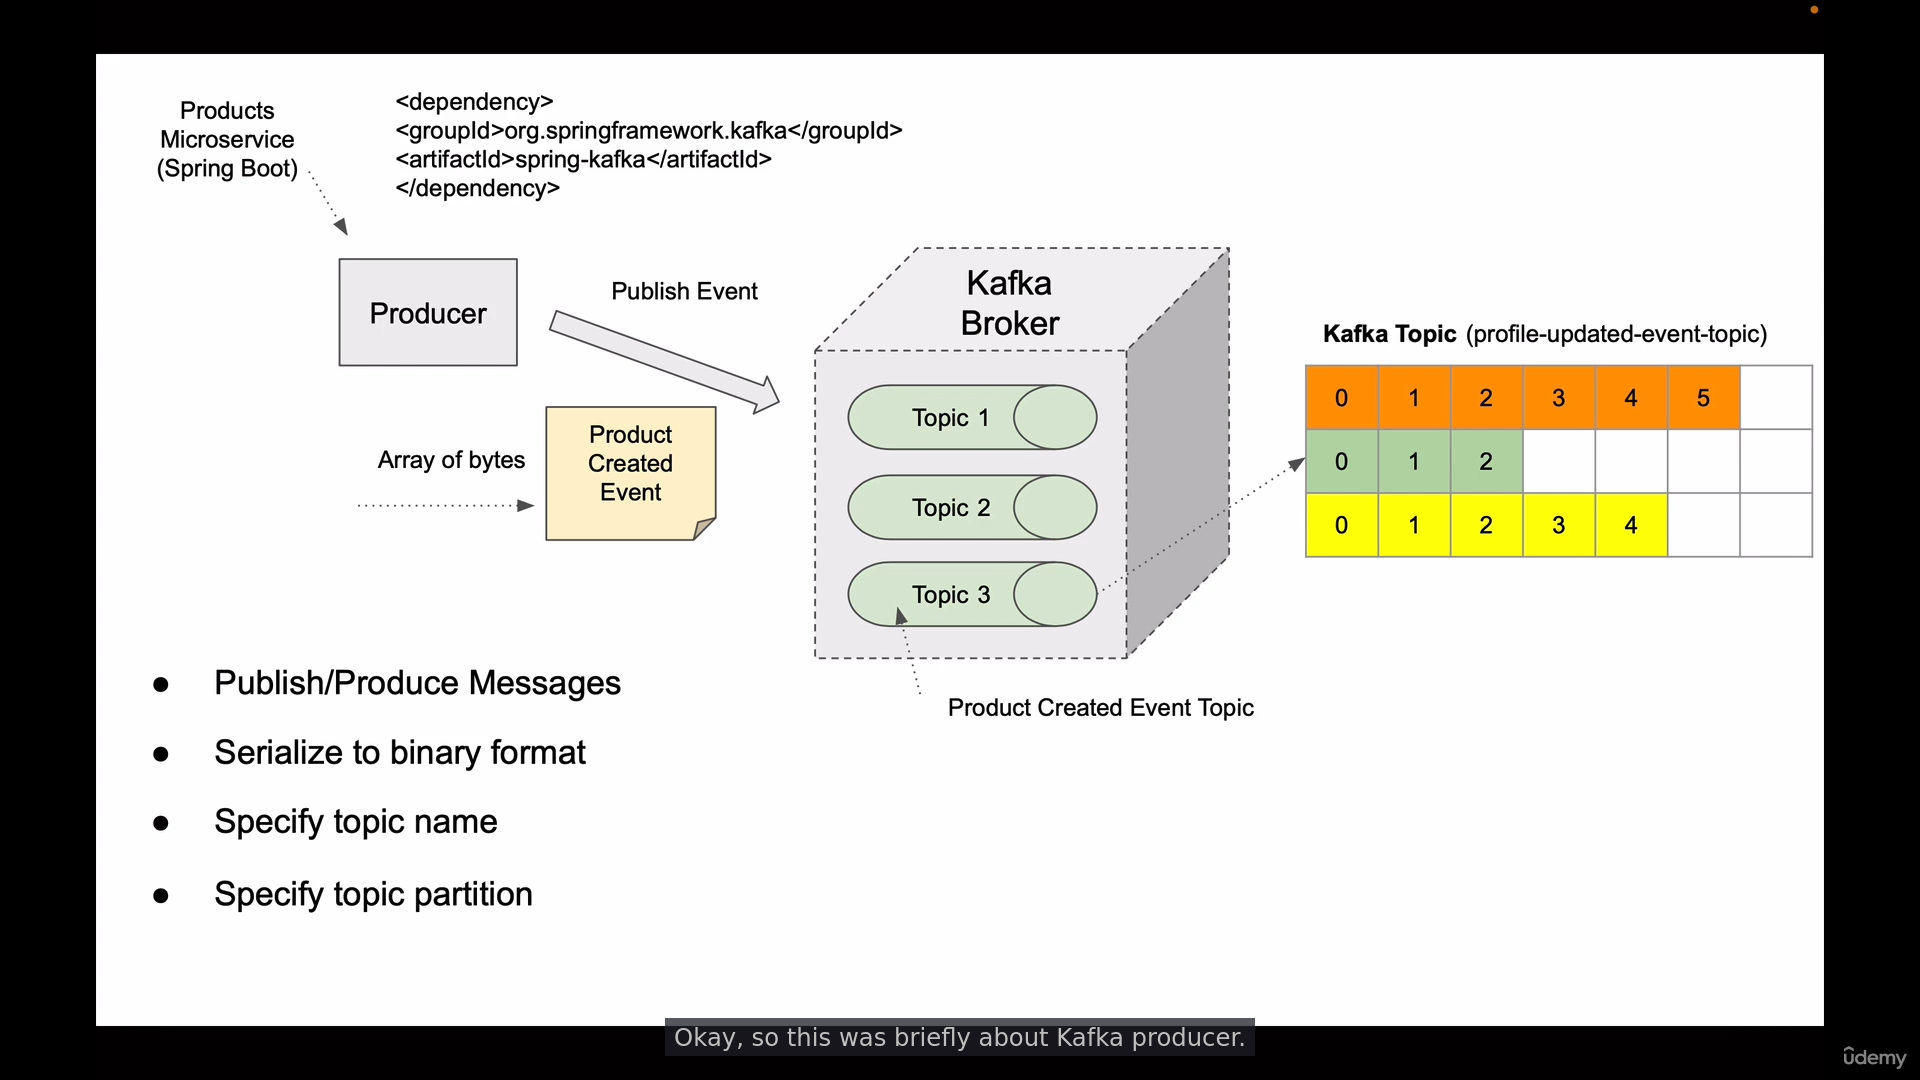 Products
Microservice
(Spring Boot)
<dependency>
<groupId>org.springframework.kafka</groupId>
<artifactId>spring-kafka</artifactId>
</dependency>
Producer
Publish Event
Array of bytes
Product
Created
Event
Kafka
Broker
Topic 1
Topic 2
Topic 3
Product Created Event Topic
Kafka Topic (profile-updated-event-topic)
0 1 2 3 4 5
0 1 2
0 1 2 3 4
● Publish/Produce Messages
● Serialize to binary format
● Specify topic name
● Specify topic partition
Okay, so this was briefly about Kafka producer.
ûdemy